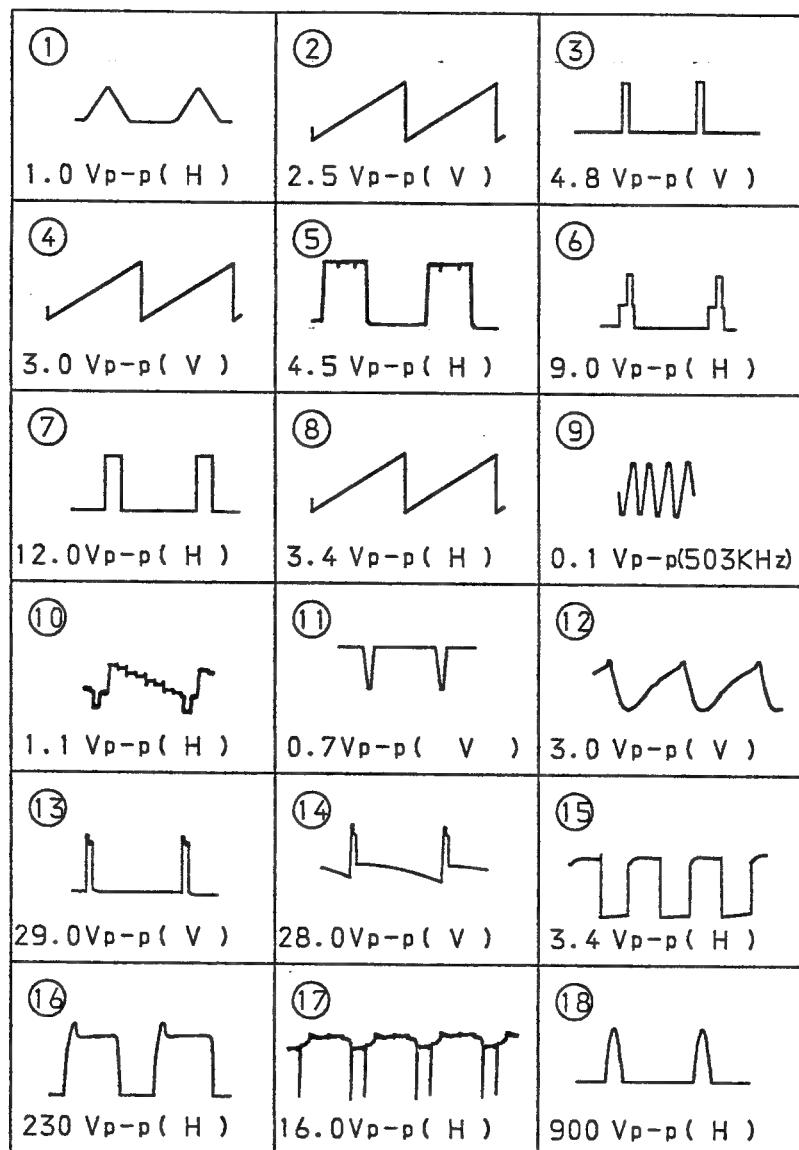 ① ② ③
1.0 Vp-p ( H ) 2.5 Vp-p ( V ) 4.8 Vp-p ( V )
④ ⑤ ⑥
3.0 Vp-p ( V ) 4.5 Vp-p ( H ) 9.0 Vp-p ( H )
⑦ ⑧ ⑨
12.0 Vp-p ( H ) 3.4 Vp-p ( H ) 0.1 Vp-p(503KHz)
⑩ ⑪ ⑫
1.1 Vp-p ( H ) 0.7Vp-p ( V ) 3.0 Vp-p ( V )
⑬ ⑭ ⑮
29.0Vp-p ( V ) 28.0Vp-p ( V ) 3.4 Vp-p ( H )
⑯ ⑰ ⑱
230 Vp-p ( H ) 16.0Vp-p ( H ) 900 Vp-p ( H )